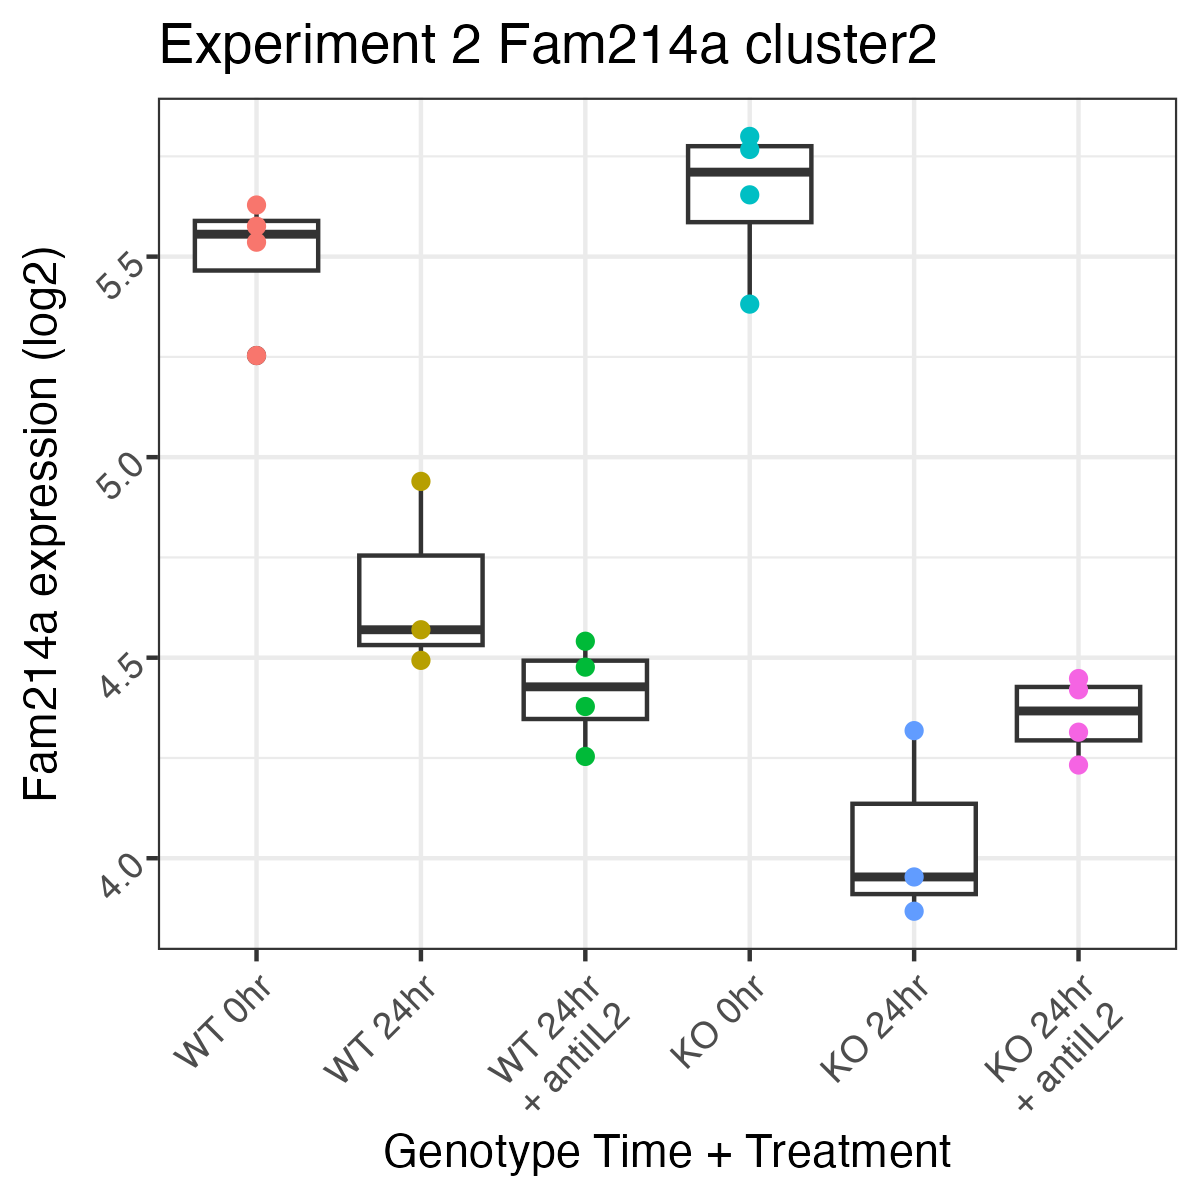 Experiment 2 Fam214a cluster2
Fam214a expression (log2)
5.5
5.0
4.5
4.0
WT 0hr
WT 24hr
WT 24hr
+ antiIL2
KO 0hr
KO 24hr
KO 24hr
+ antiIL2
Genotype Time + Treatment